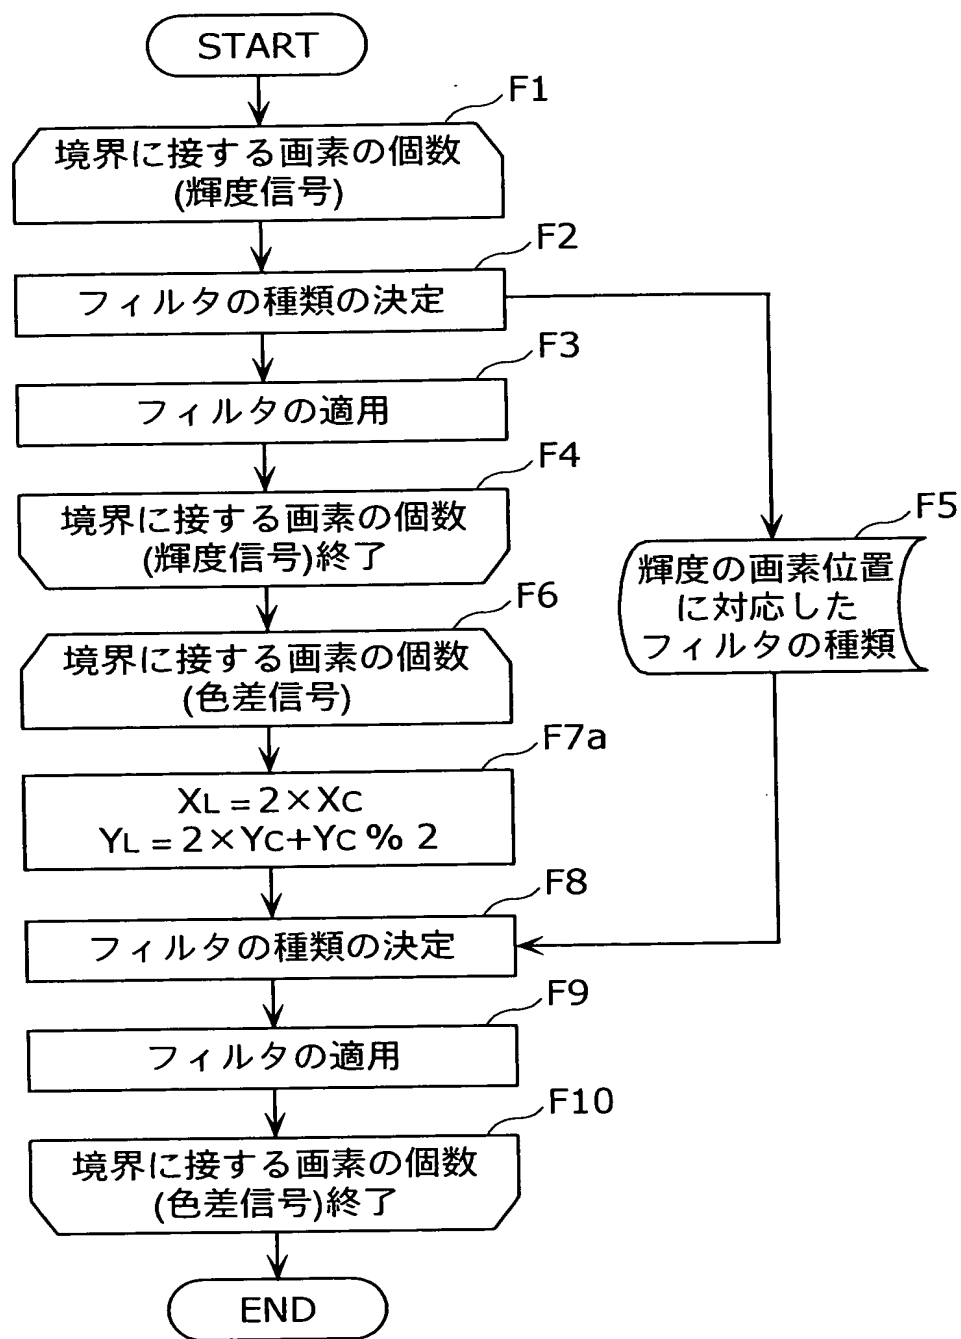 START
F1
境界に接する画素の個数
(輝度信号)
F2
フィルタの種類の決定
F3
フィルタの適用
F4
境界に接する画素の個数
(輝度信号)終了
F5
輝度の画素位置
に対応した
フィルタの種類
F6
境界に接する画素の個数
(色差信号)
F7a
XL=2×XC
YL=2×YC+YC % 2
F8
フィルタの種類の決定
F9
フィルタの適用
F10
境界に接する画素の個数
(色差信号)終了
END